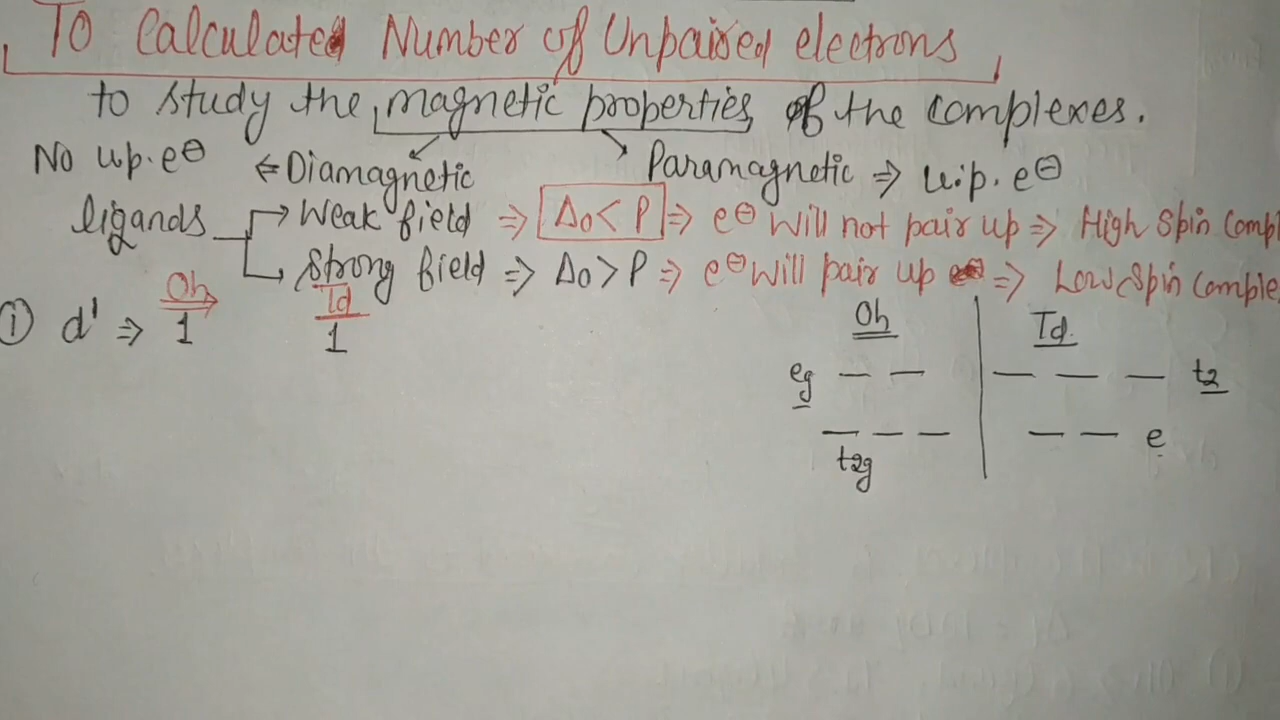 To Calculated Number of Unpaired electrons
to study the magnetic properties of the complexes.
No u.p. e⊖ ⇐ Diamagnetic Paramagnetic ⇒ u.p. e⊖
ligands → Weak field ⇒ Δo < P ⇒ e⊖ will not pair up ⇒ High Spin Compl
→ Strong field ⇒ Δo > P ⇒ e⊖ will pair up ⇒ Low Spin Comple
Oh Td
① d¹ ⇒ 1 1
Oh Td.
eg — — — — — t2
— — — — — e
t2g